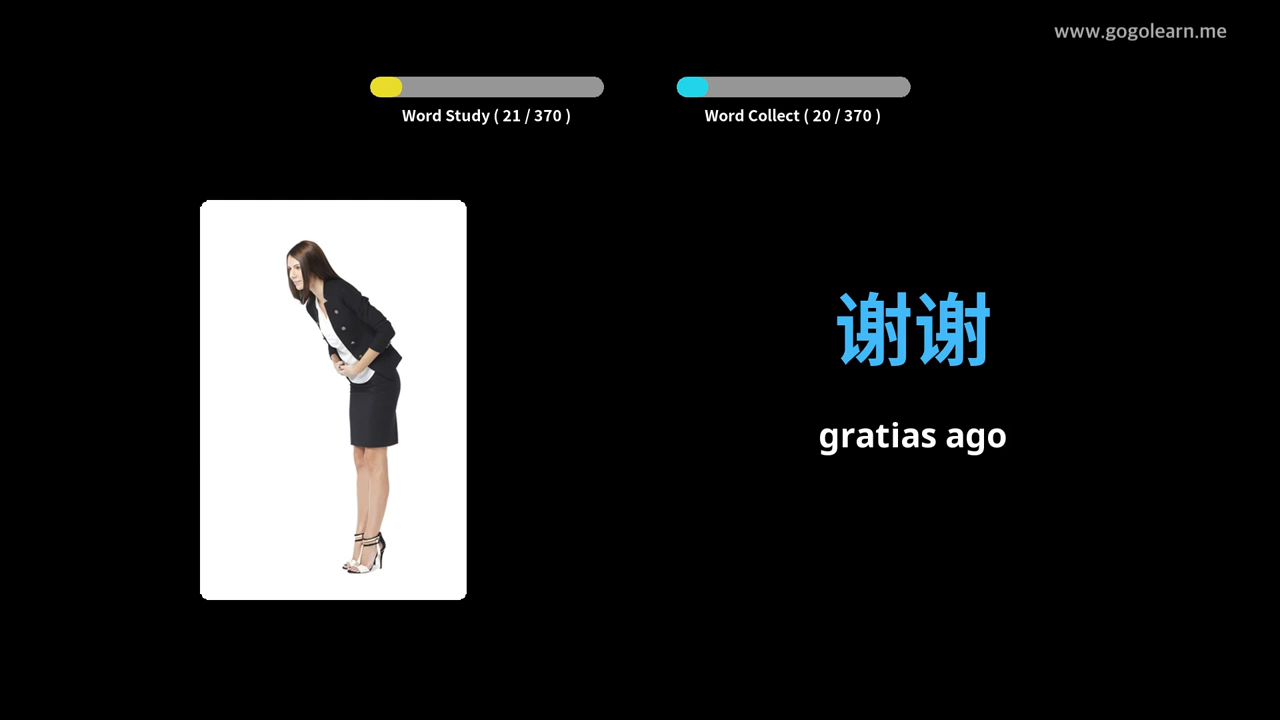 www.gogolearn.me
Word Study ( 21 / 370 )
Word Collect ( 20 / 370 )
谢谢
gratias ago